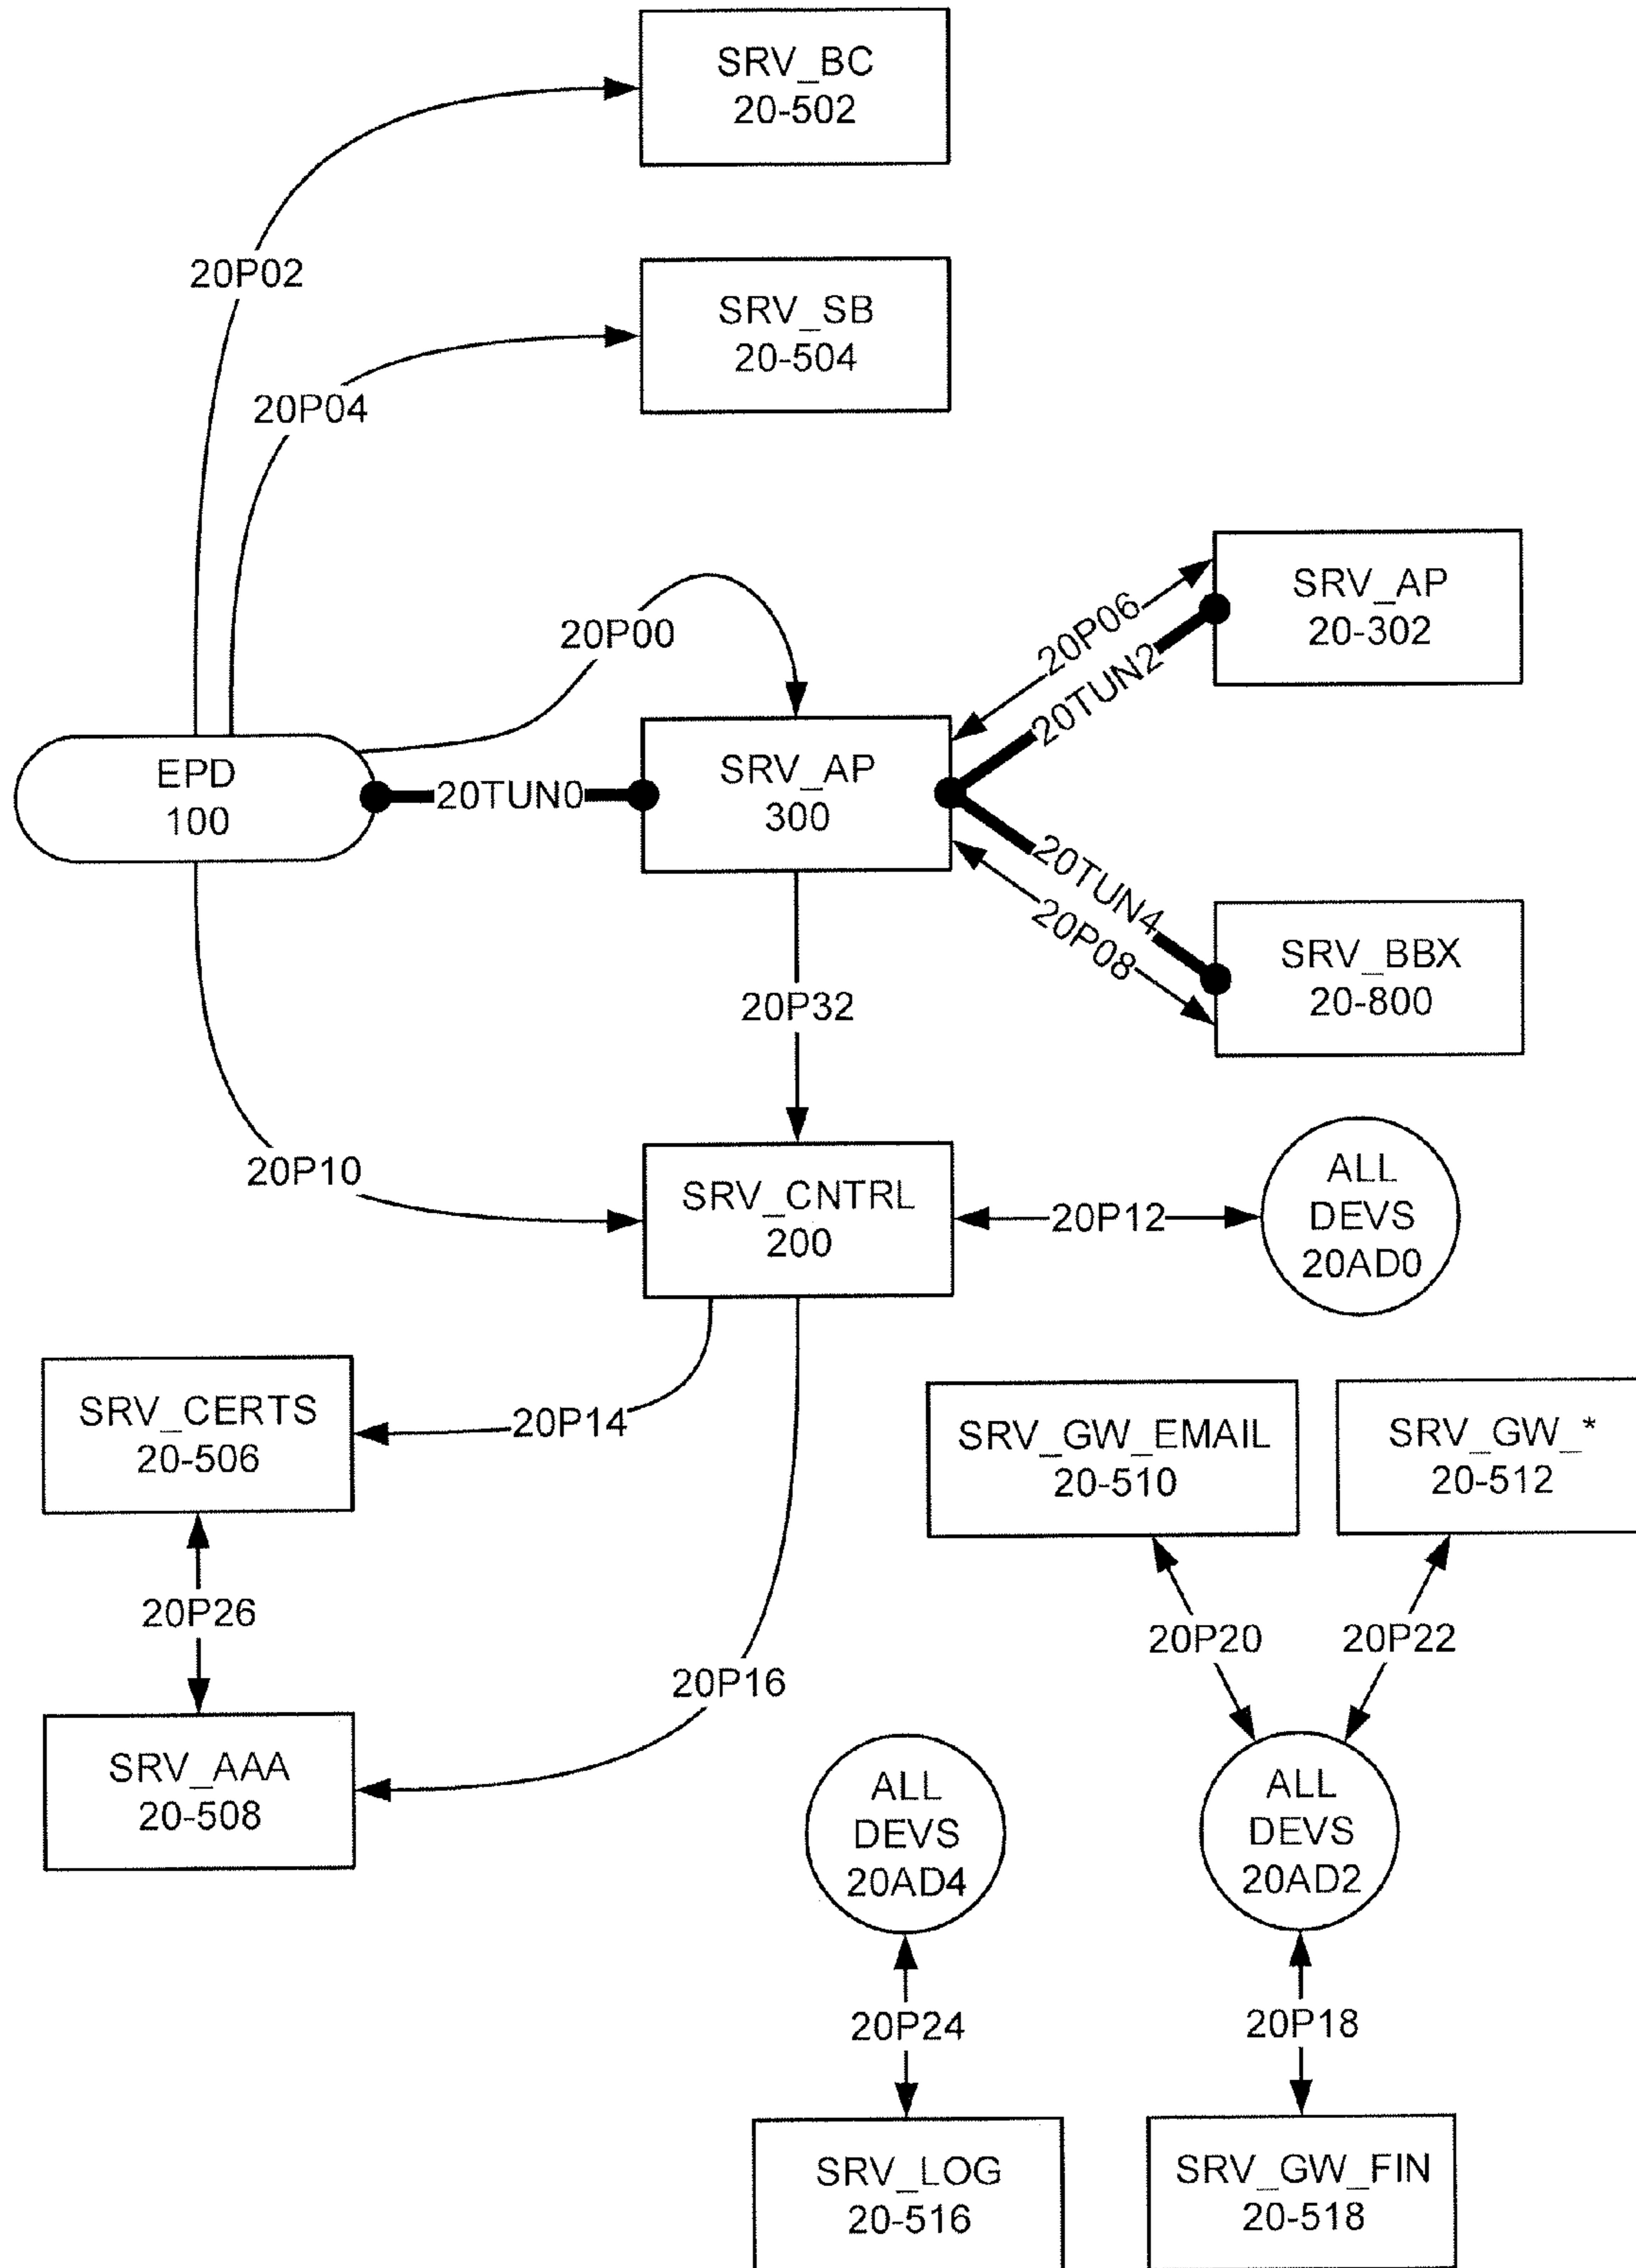 SRV_BC
20-502
20P02
SRV_SB
20-504
20P04
20P00
SRV_AP
20-302
20P06
20TUN2
EPD
100
20TUN0
SRV_AP
300
20TUN4
20P08
SRV_BBX
20-800
20P32
20P10
SRV_CNTRL
200
20P12
ALL
DEVS
20AD0
SRV_CERTS
20-506
20P14
SRV_GW_EMAIL
20-510
SRV_GW_*
20-512
20P26
20P20
20P22
20P16
SRV_AAA
20-508
ALL
DEVS
20AD4
ALL
DEVS
20AD2
20P24
20P18
SRV_LOG
20-516
SRV_GW_FIN
20-518